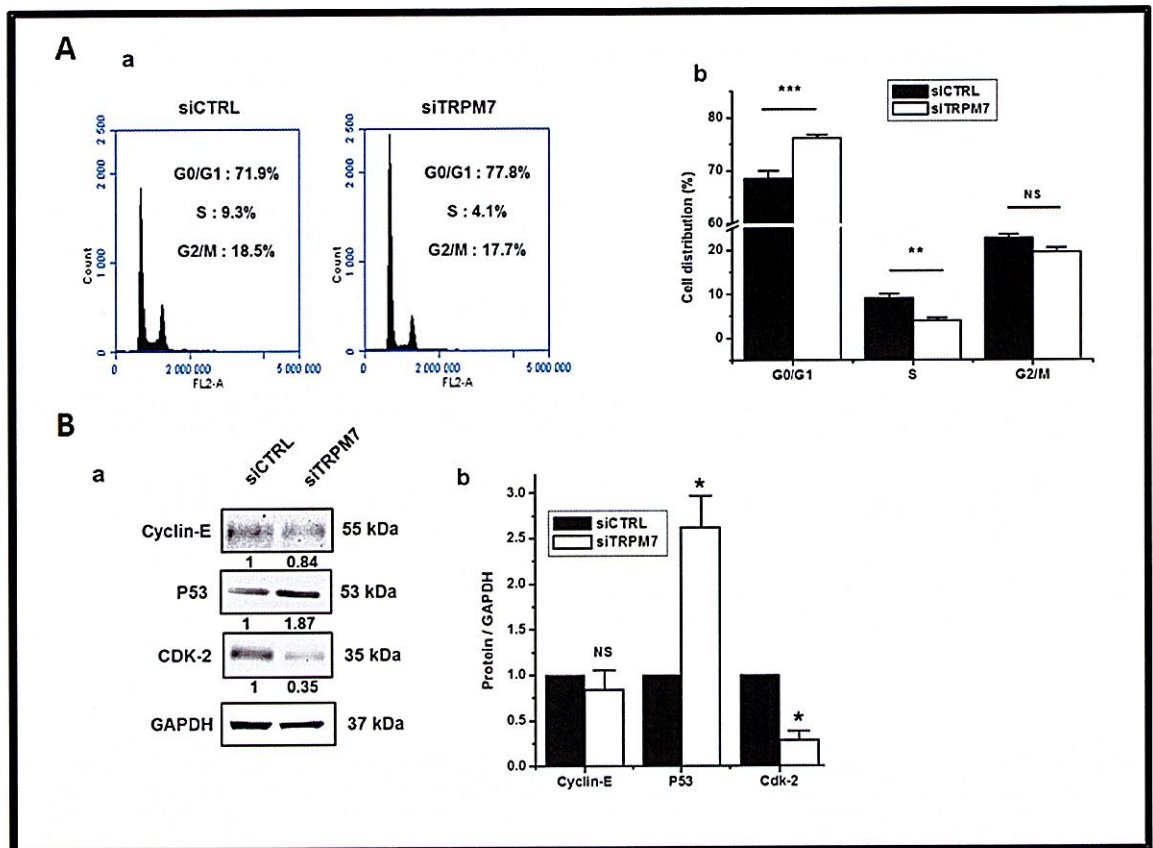 A
a
siCTRL
2 500
2 000
1 000
0
Count
G0/G1 : 71.9%
S : 9.3%
G2/M : 18.5%
0
2 000 000
5 000 000
FL2-A
siTRPM7
2 500
2 000
1 000
0
Count
G0/G1 : 77.8%
S : 4.1%
G2/M : 17.7%
0
2 000 000
5 000 000
FL2-A
b
siCTRL
siTRPM7
***
**
NS
80
70
60
20
10
0
Cell distribution (%)
G0/G1
S
G2/M
B
a
siCTRL
siTRPM7
Cyclin-E
55 kDa
1 0.84
P53
53 kDa
1 1.87
CDK-2
35 kDa
1 0.35
GAPDH
37 kDa
b
siCTRL
siTRPM7
3.0
2.5
2.0
1.5
1.0
0.5
0.0
Protein / GAPDH
NS
*
*
Cyclin-E
P53
Cdk-2